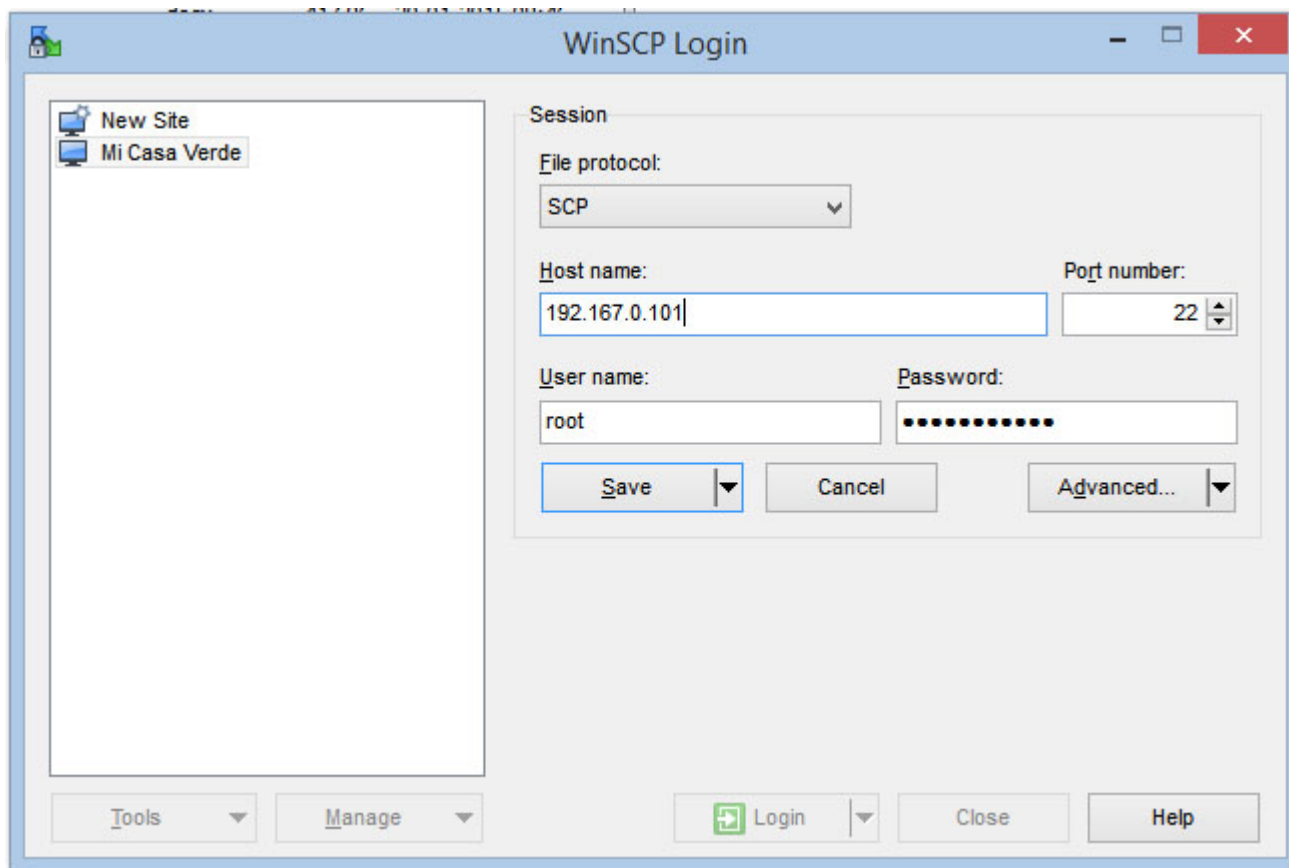 WinSCP Login
New Site
Mi Casa Verde
Session
File protocol:
SCP
Host name:
Port number:
192.167.0.101
22
User name:
Password:
root
Save
Cancel
Advanced...
Tools
Manage
Login
Close
Help